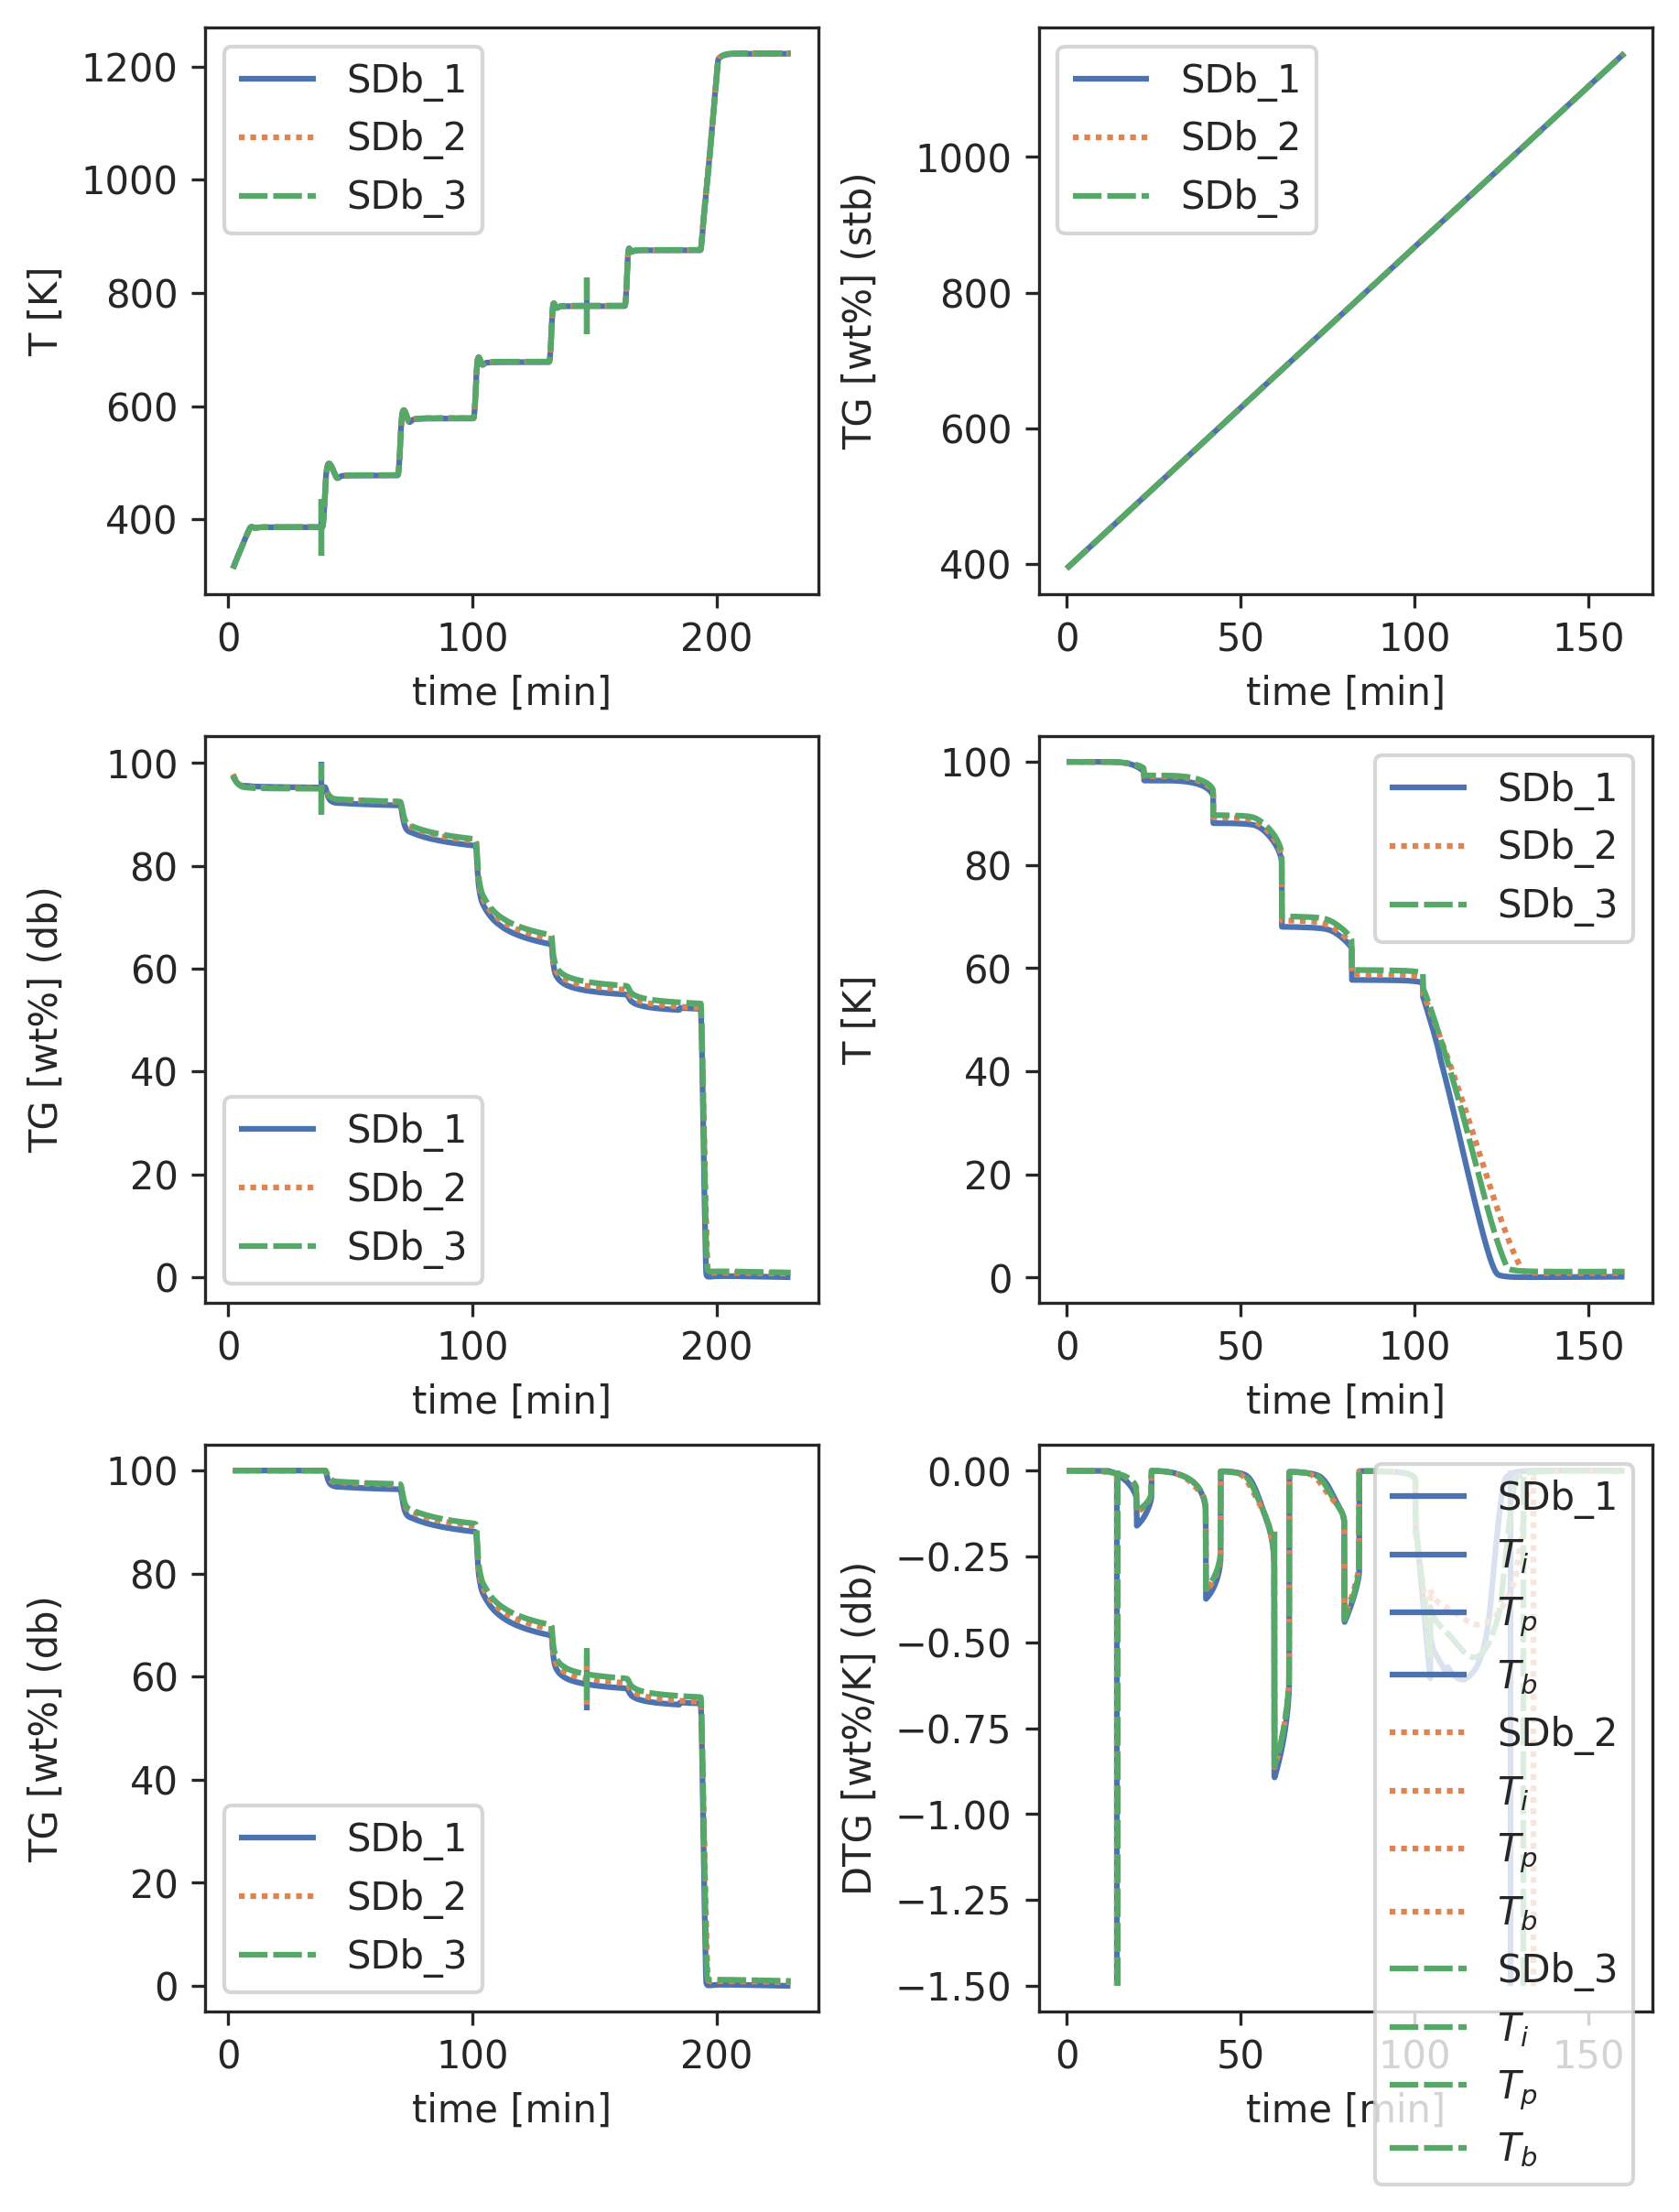 T [K]
1200
1000
800
600
400
SDb_1
SDb_2
SDb_3
0 100 200
time [min]
TG [wt%] (stb)
1000
800
600
400
SDb_1
SDb_2
SDb_3
0 50 100 150
time [min]
TG [wt%] (db)
100
80
60
40
20
0
SDb_1
SDb_2
SDb_3
0 100 200
time [min]
T [K]
100
80
60
40
20
0
SDb_1
SDb_2
SDb_3
0 50 100 150
time [min]
TG [wt%] (db)
100
80
60
40
20
0
SDb_1
SDb_2
SDb_3
0 100 200
time [min]
DTG [wt%/K] (db)
0.00
−0.25
−0.50
−0.75
−1.00
−1.25
−1.50
SDb_1
T_i
T_p
T_b
SDb_2
T_i
T_p
T_b
SDb_3
T_i
T_p
T_b
0 50 100 150
time [min]